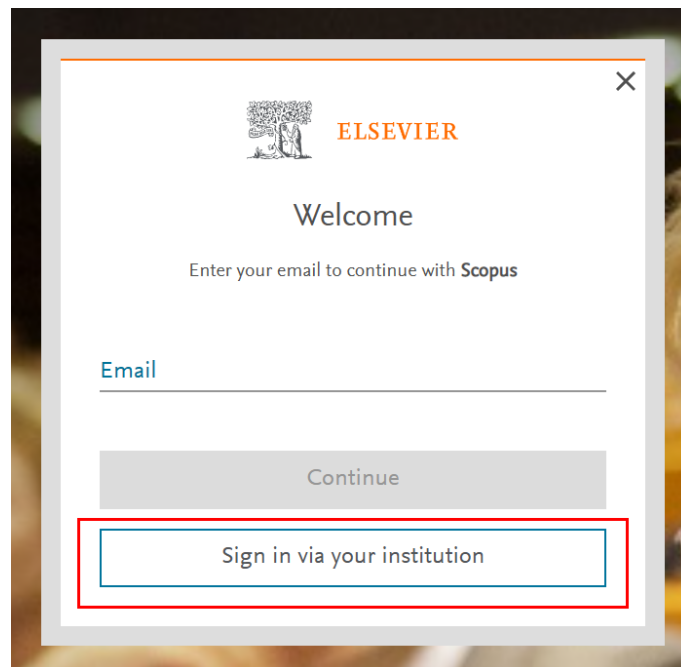 ELSEVIER
Welcome
Enter your email to continue with Scopus
Email
Continue
Sign in via your institution